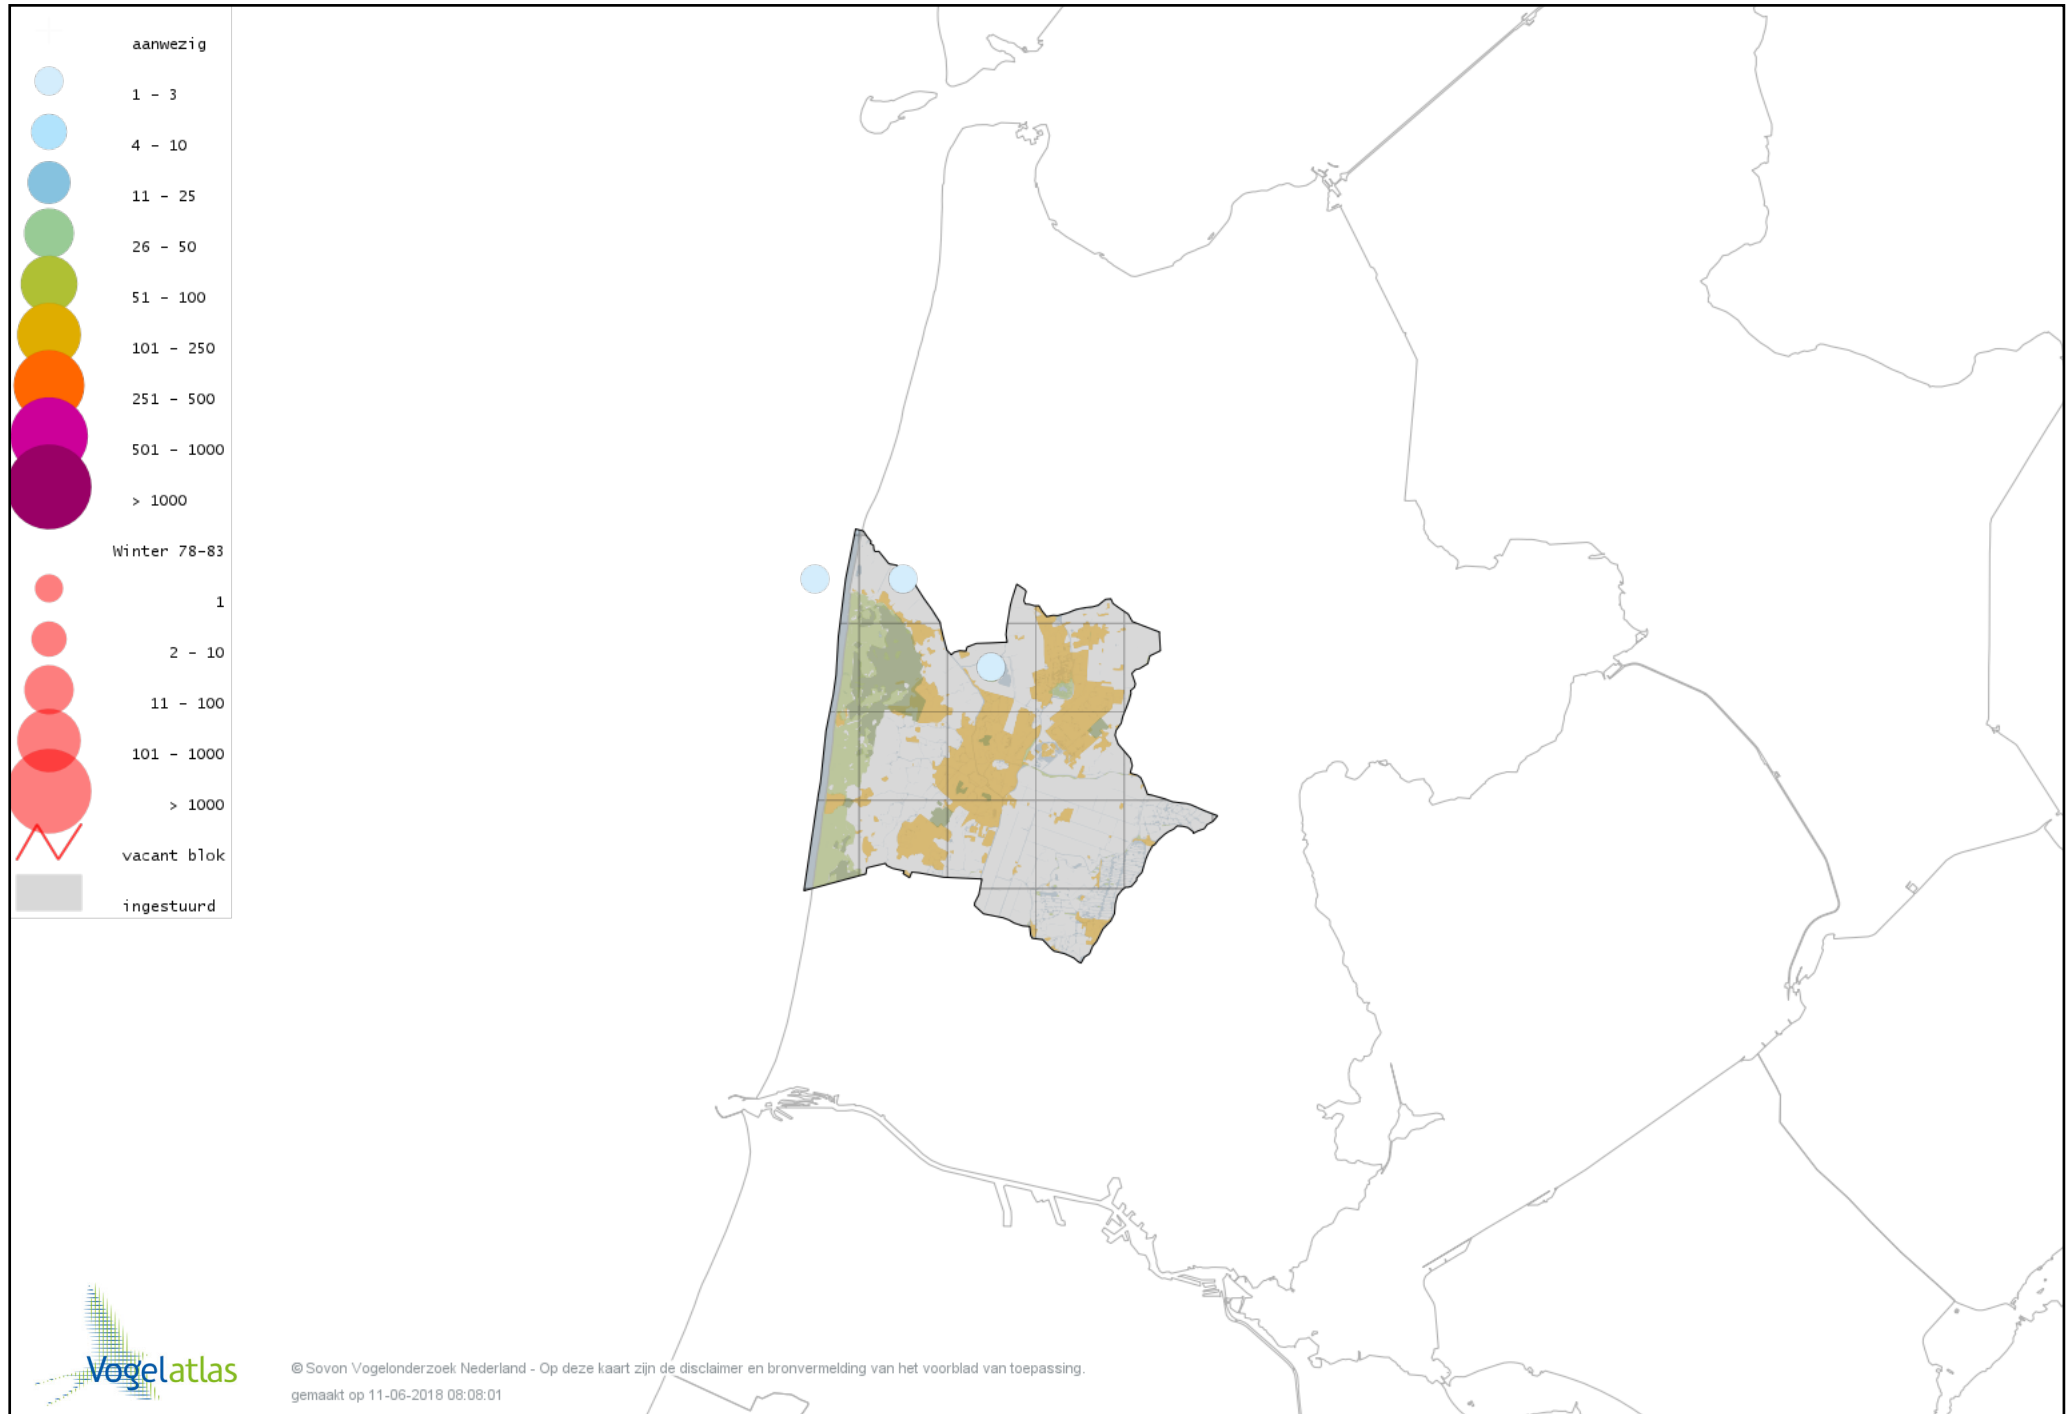 aanwezig
1 - 3
4 - 10
11 - 25
26 - 50
51 - 100
101 - 250
251 - 500
501 - 1000
> 1000
Winter 78-83
1
2 - 10
11 - 100
101 - 1000
> 1000
vacant blok
ingestuurd
Vogelatlas
© Sovon Vogelonderzoek Nederland - Op deze kaart zijn de disclaimer en bronvermelding van het voorblad van toepassing.
gemaakt op 11-06-2018 08:08:01